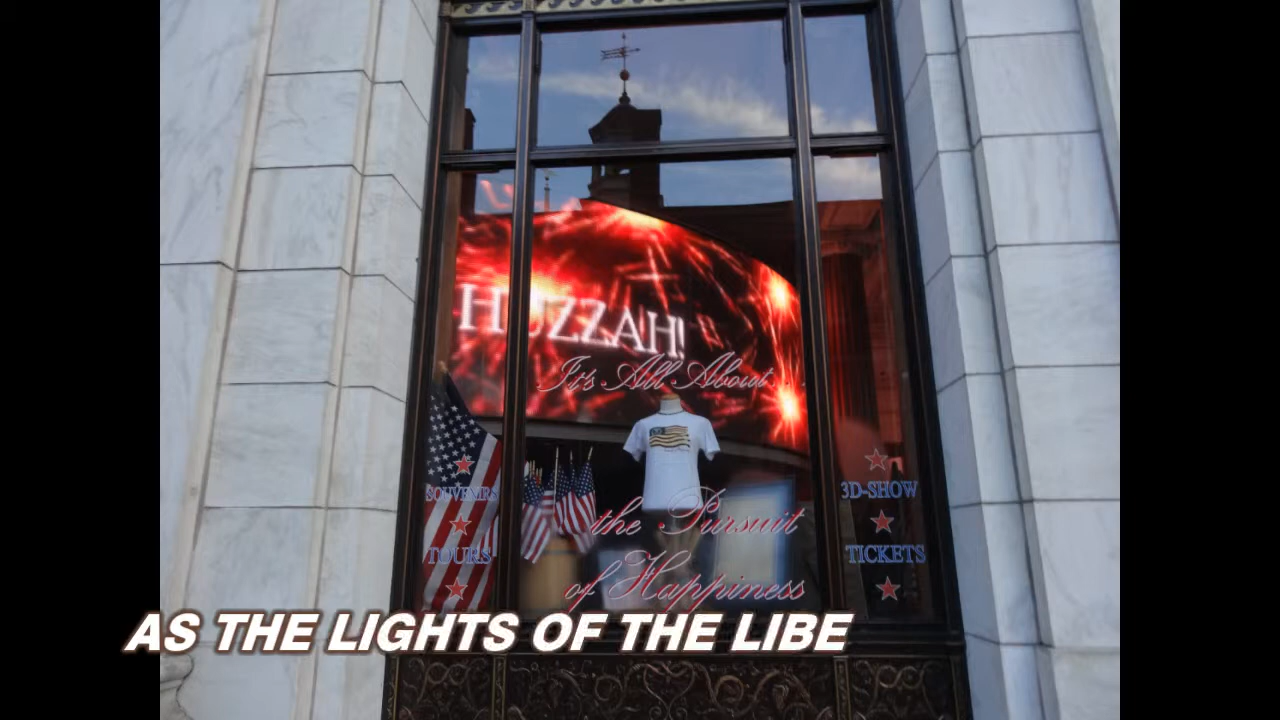 HUZZAH!
It's All About . . .
the Pursuit
of Happiness
SOUVENIRS
TOURS
3D-SHOW
TICKETS
AS THE LIGHTS OF THE LIBE